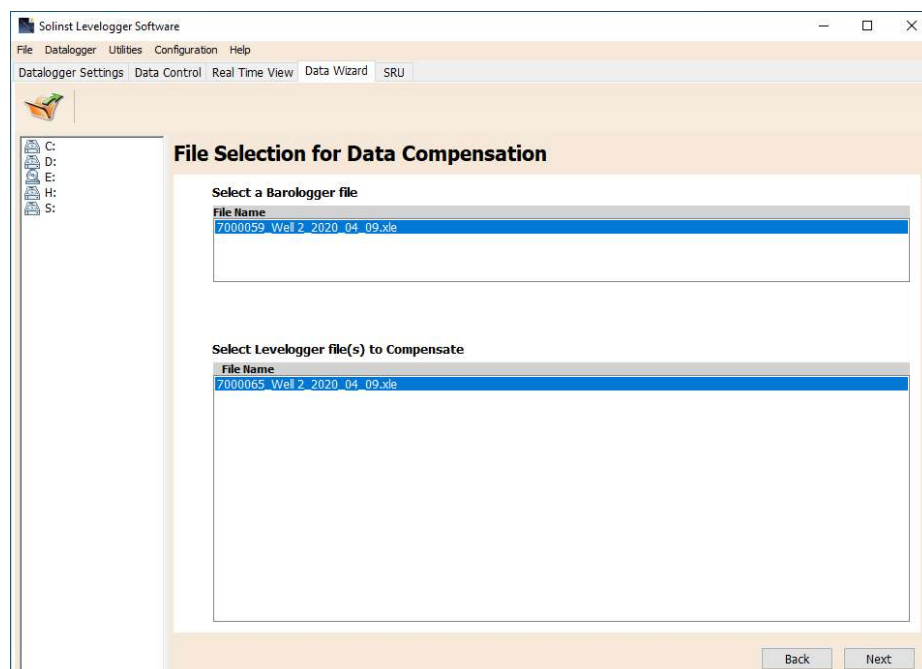 Solinst Levelogger Software
File Datalogger Utilities Configuration Help
Datalogger Settings Data Control Real Time View Data Wizard SRU
C:
D:
E:
H:
S:
File Selection for Data Compensation
Select a Barologger file
File Name
7000059_Well 2_2020_04_09.xle
Select Levelogger file(s) to Compensate
File Name
7000065_Well 2_2020_04_09.xle
Back Next